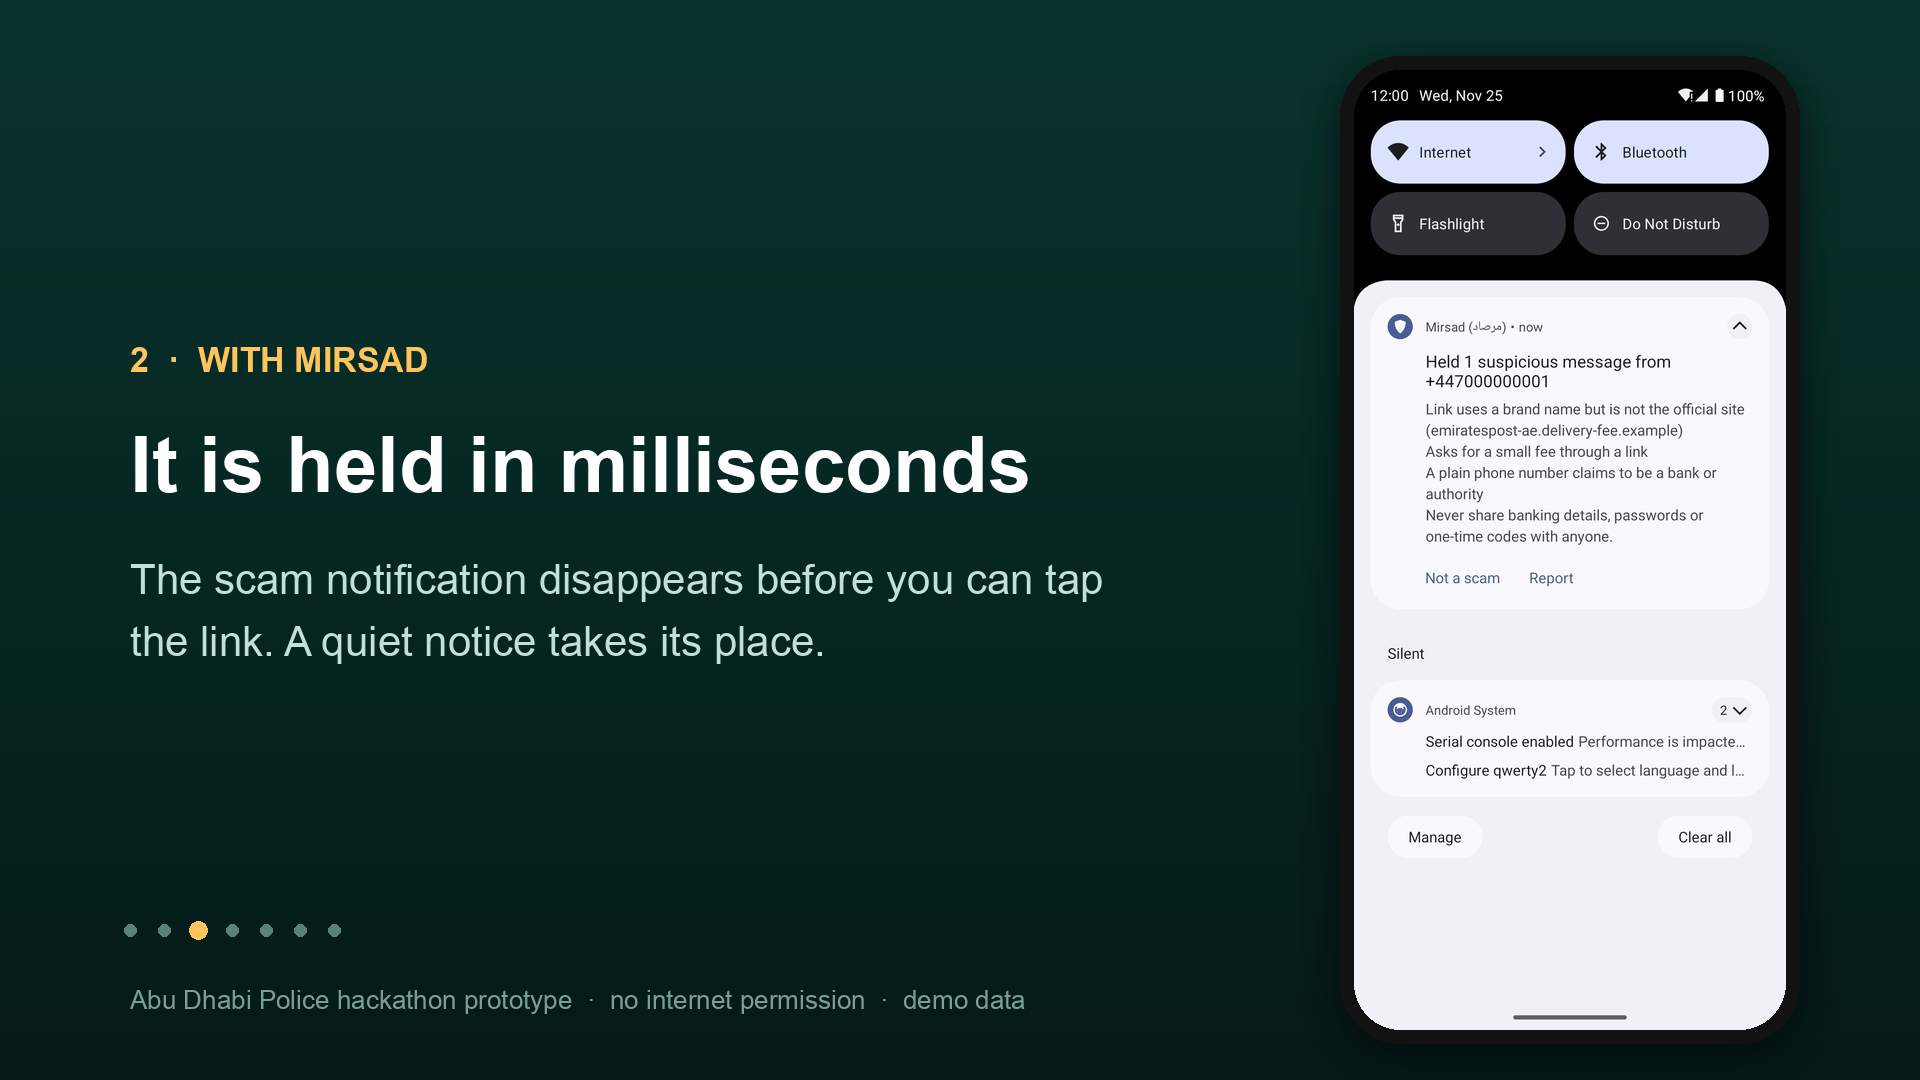 2 · WITH MIRSAD
It is held in milliseconds
The scam notification disappears before you can tap
the link. A quiet notice takes its place.
Abu Dhabi Police hackathon prototype · no internet permission · demo data
12:00 Wed, Nov 25
100%
Internet
Bluetooth
Flashlight
Do Not Disturb
Mirsad (مرصاد) • now
Held 1 suspicious message from
+447000000001
Link uses a brand name but is not the official site
(emiratespost-ae.delivery-fee.example)
Asks for a small fee through a link
A plain phone number claims to be a bank or
authority
Never share banking details, passwords or
one-time codes with anyone.
Not a scam Report
Silent
Android System
2
Serial console enabled Performance is impacte...
Configure qwerty2 Tap to select language and l...
Manage
Clear all